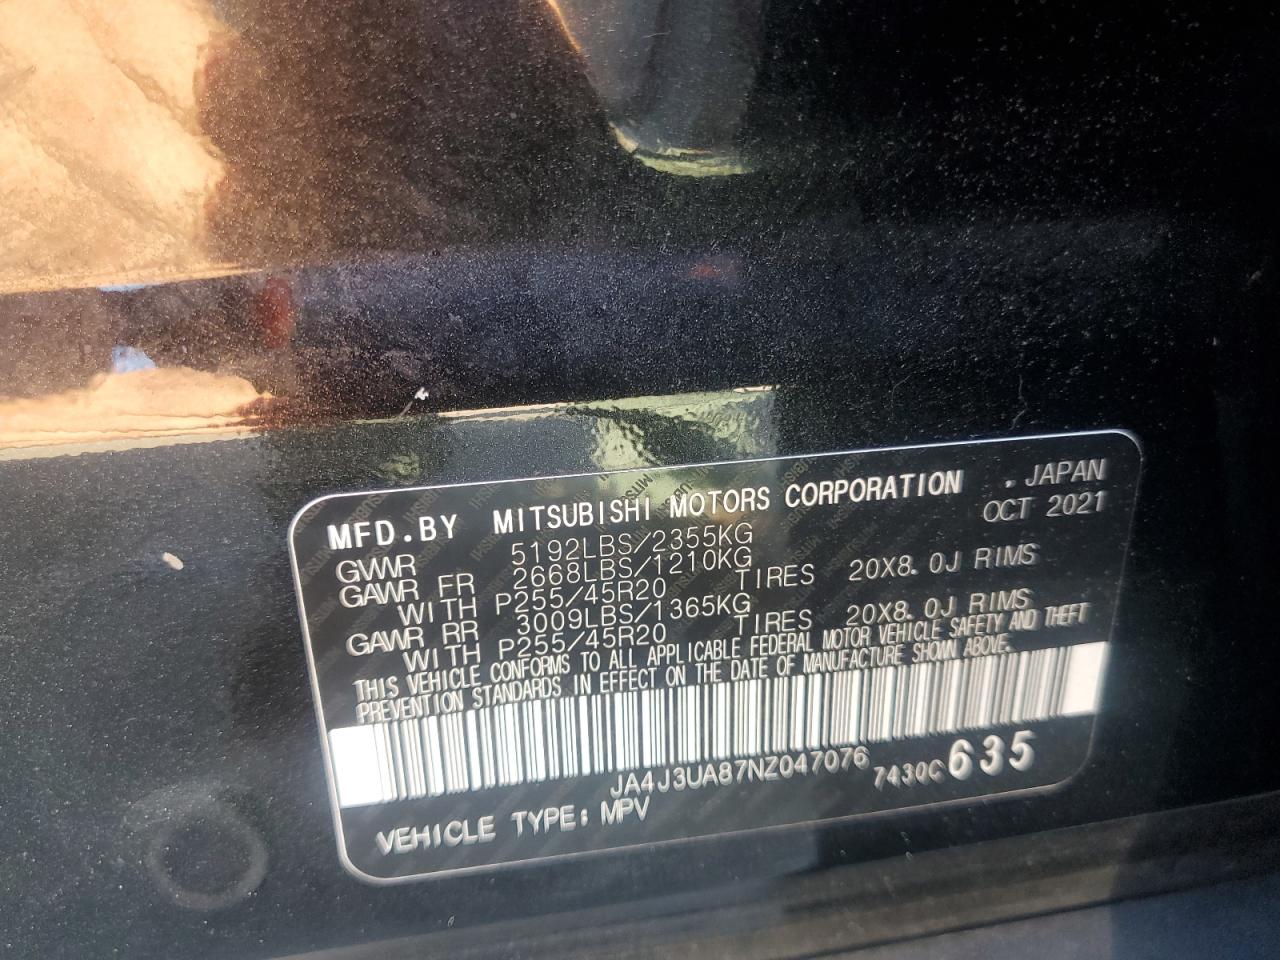 MFD.BY MITSUBISHI MOTORS CORPORATION . JAPAN
OCT 2021
GVWR 5192LBS/2355KG
GAWR FR 2668LBS/1210KG
WITH P255/45R20 TIRES 20X8.0J RIMS
GAWR RR 3009LBS/1365KG
WITH P255/45R20 TIRES 20X8.0J RIMS
THIS VEHICLE CONFORMS TO ALL APPLICABLE FEDERAL MOTOR VEHICLE SAFETY AND THEFT
PREVENTION STANDARDS IN EFFECT ON THE DATE OF MANUFACTURE SHOWN ABOVE.
JA4J3UA87NZ047076 7430C 635
VEHICLE TYPE: MPV